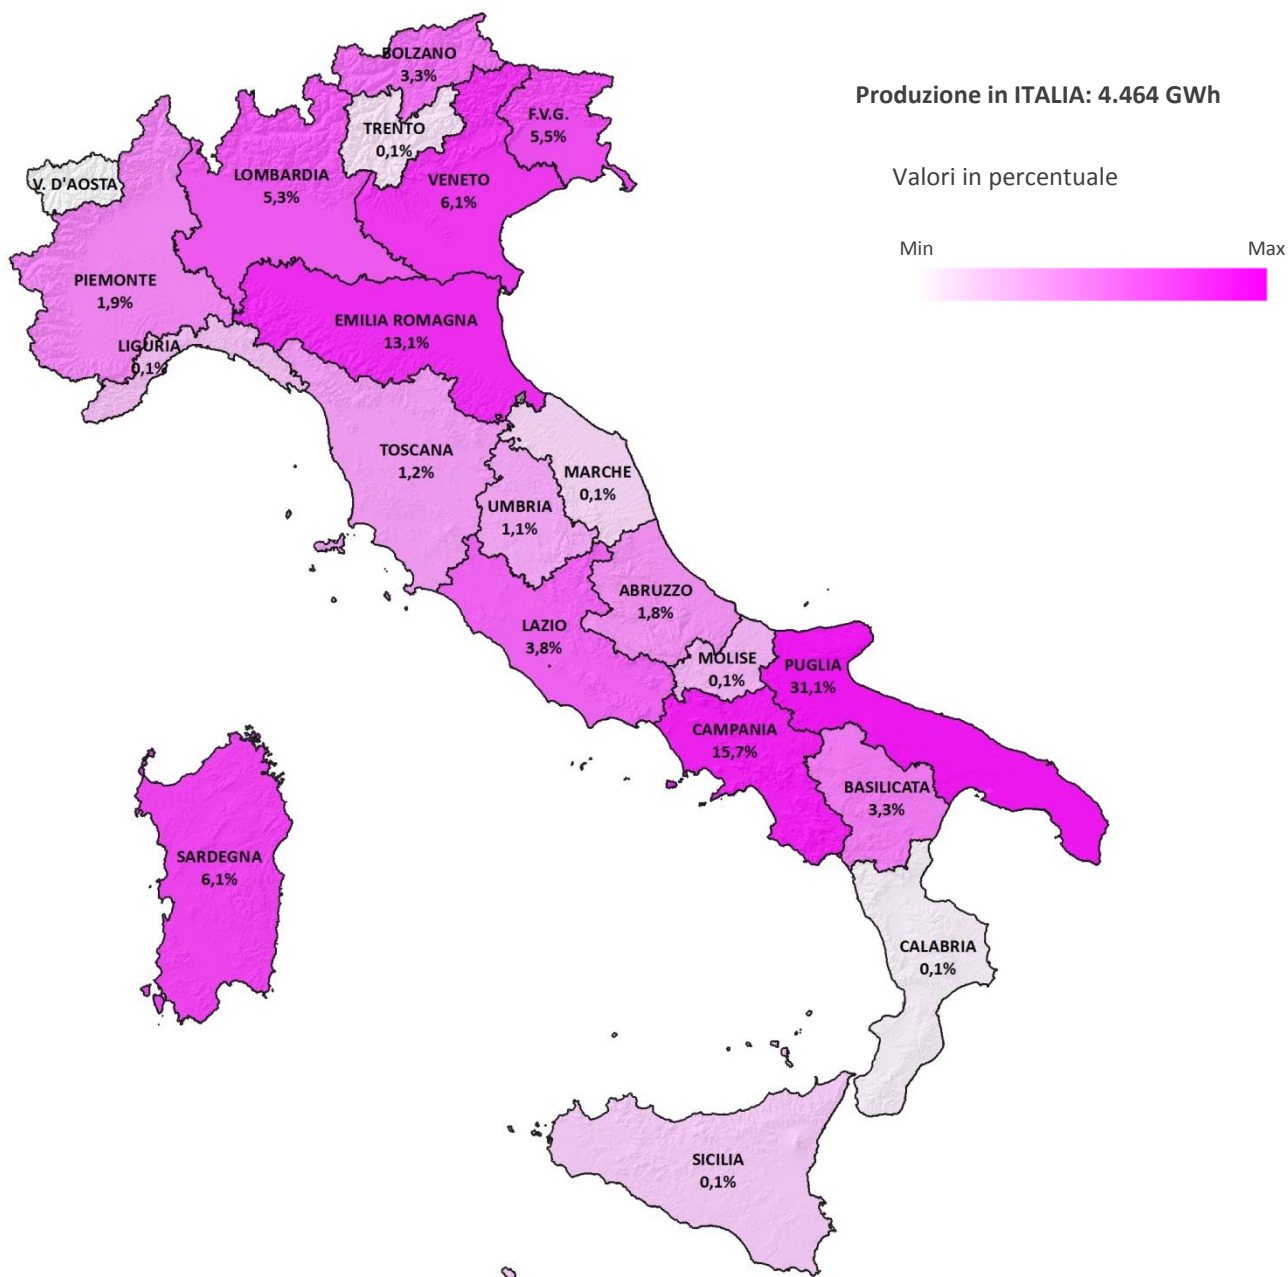 Produzione in ITALIA: 4.464 GWh
Valori in percentuale
Min
Max
BOLZANO
3,3%
TRENTO
0,1%
F.V.G.
5,5%
V. D'AOSTA
LOMBARDIA
5,3%
VENETO
6,1%
PIEMONTE
1,9%
EMILIA ROMAGNA
13,1%
LIGURIA
0,1%
TOSCANA
1,2%
MARCHE
0,1%
UMBRIA
1,1%
ABRUZZO
1,8%
LAZIO
3,8%
MOLISE
0,1%
PUGLIA
31,1%
CAMPANIA
15,7%
BASILICATA
3,3%
SARDEGNA
6,1%
CALABRIA
0,1%
SICILIA
0,1%